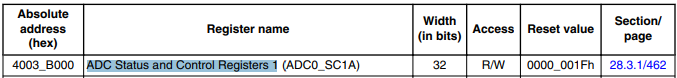 Absolute
address
(hex)
Register name
Width
(in bits)
Access
Reset value
Section/
page
4003_B000
ADC Status and Control Registers 1 (ADC0_SC1A)
32
R/W
0000_001Fh
28.3.1/462